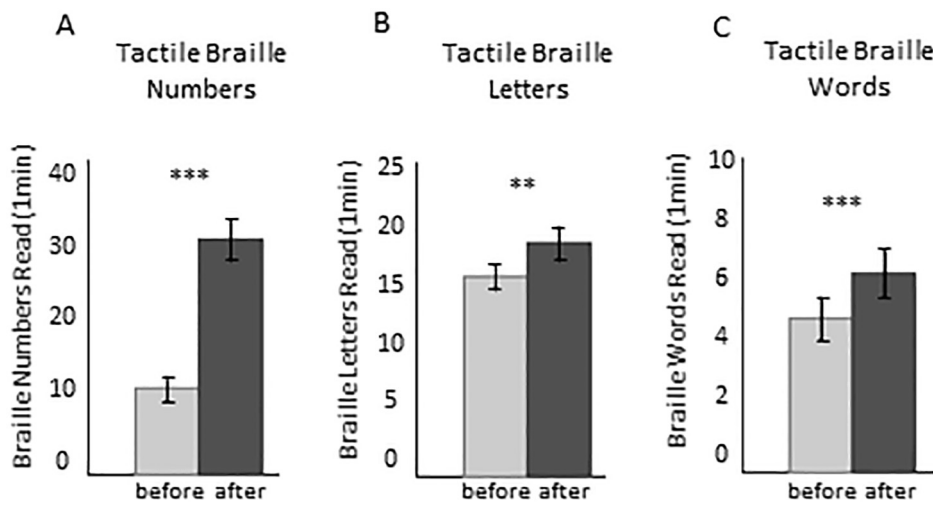 A
Tactile Braille
Numbers
Braille Numbers Read (1min)
40
30
20
10
0
***
before after
B
Tactile Braille
Letters
Braille Letters Read (1min)
25
20
15
10
5
0
**
before after
C
Tactile Braille
Words
Braille Words Read (1min)
10
8
6
4
2
0
***
before after